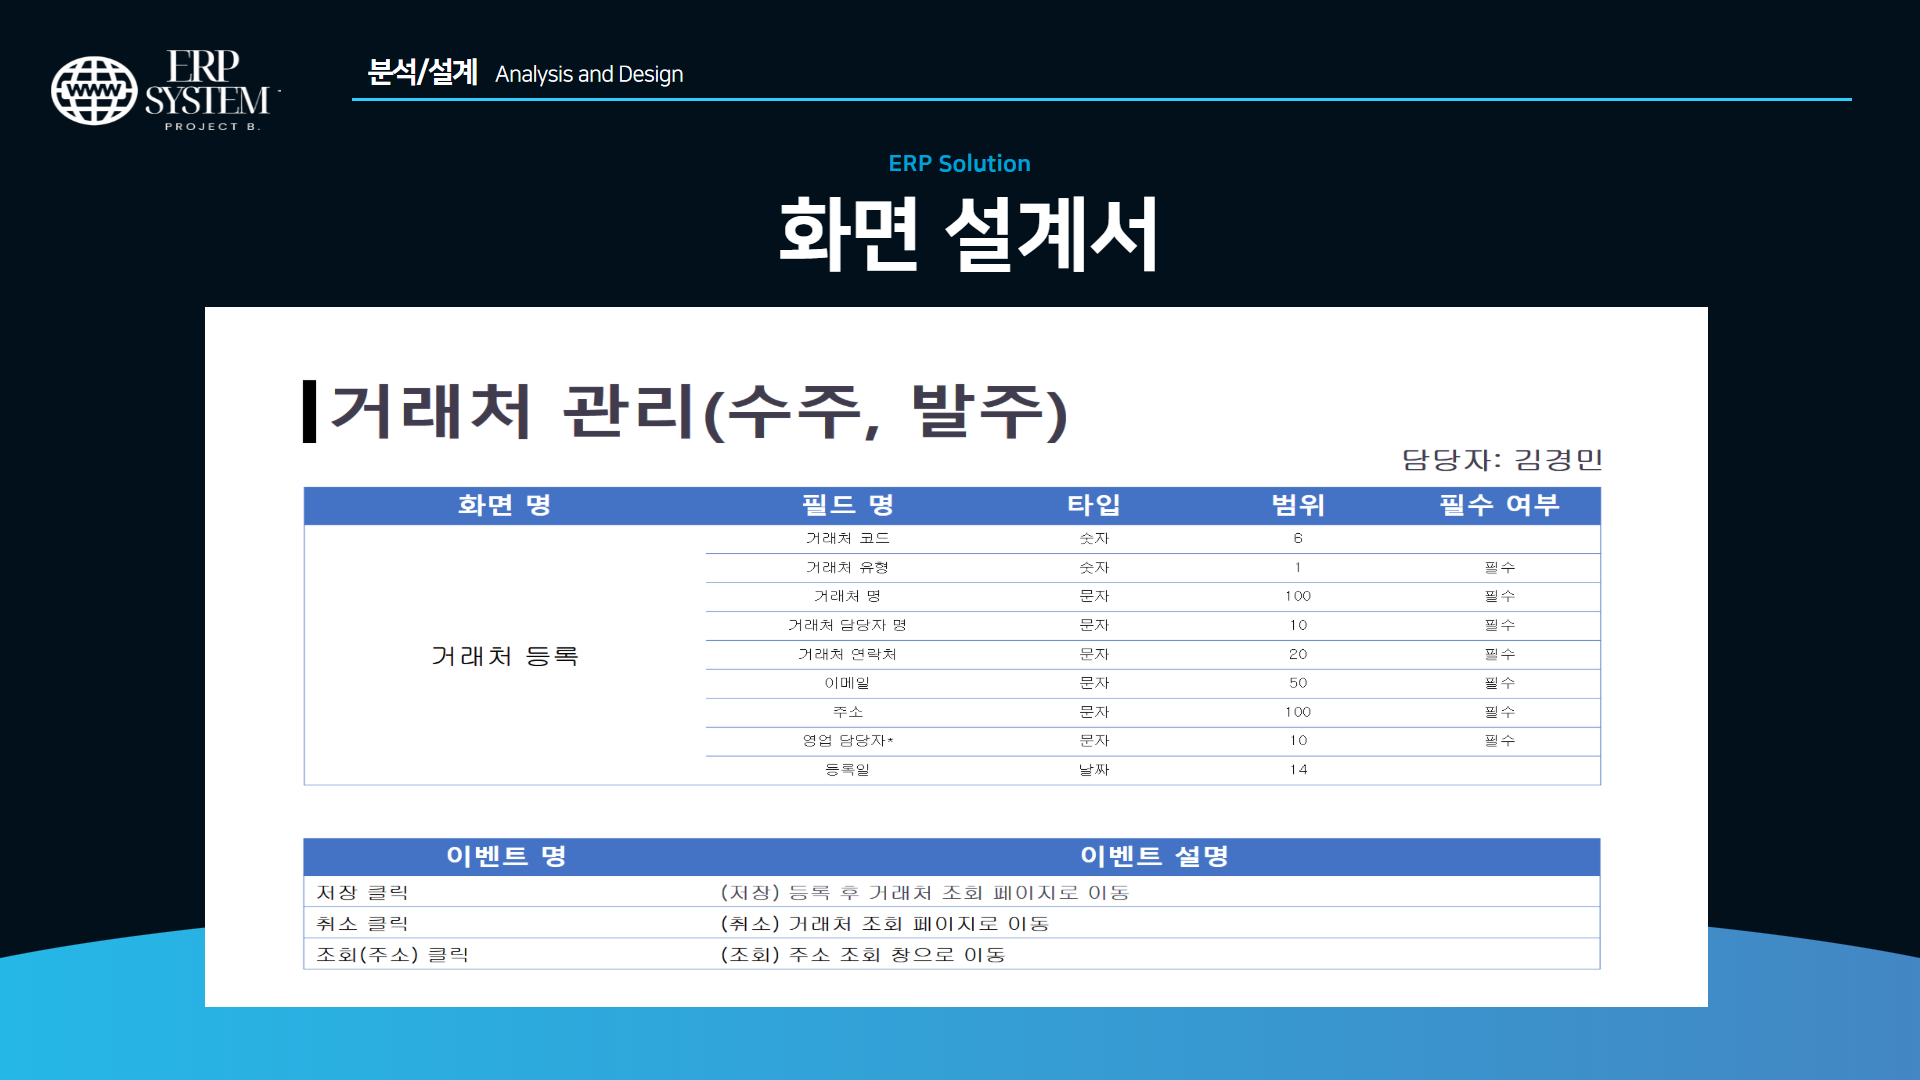 WWW
ERP
SYSTEM
PROJECT B.
분석/설계 Analysis and Design
ERP Solution
화면 설계서
거래처 관리(수주, 발주)
담당자: 김경민
화면 명 필드 명 타입 범위 필수 여부
거래처 등록
거래처 코드 숫자 6
거래처 유형 숫자 1 필수
거래처 명 문자 100 필수
거래처 담당자 명 문자 10 필수
거래처 연락처 문자 20 필수
이메일 문자 50 필수
주소 문자 100 필수
영업 담당자* 문자 10 필수
등록일 날짜 14
이벤트 명 이벤트 설명
저장 클릭 (저장) 등록 후 거래처 조회 페이지로 이동
취소 클릭 (취소) 거래처 조회 페이지로 이동
조회(주소) 클릭 (조회) 주소 조회 창으로 이동